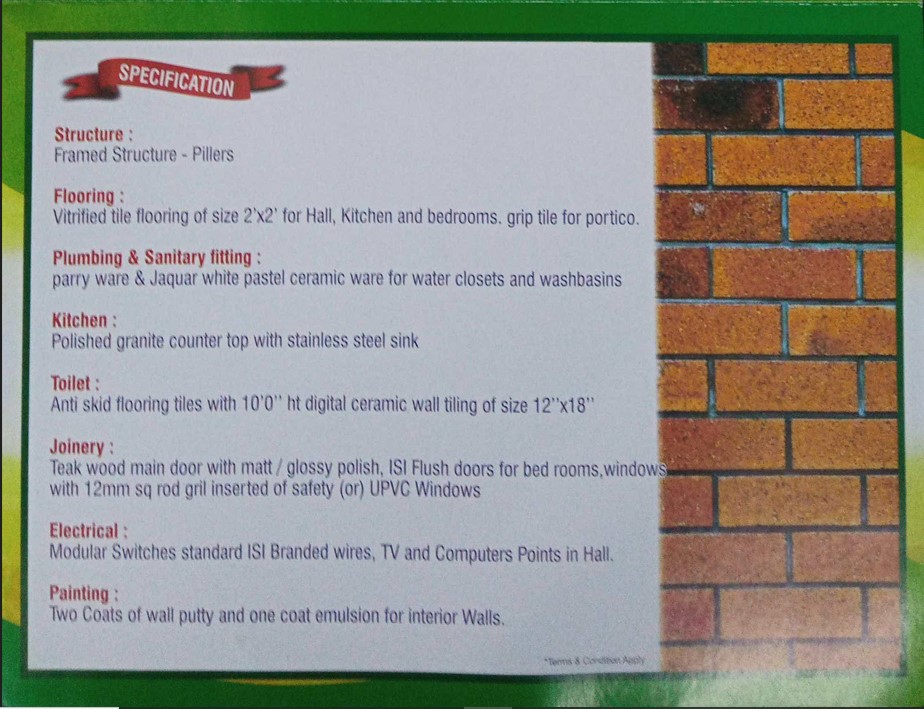 SPECIFICATION
Structure :
Framed Structure - Pillers
Flooring :
Vitrified tile flooring of size 2'x2' for Hall, Kitchen and bedrooms. grip tile for portico.
Plumbing & Sanitary fitting :
parry ware & Jaquar white pastel ceramic ware for water closets and washbasins
Kitchen :
Polished granite counter top with stainless steel sink
Toilet :
Anti skid flooring tiles with 10'0'' ht digital ceramic wall tiling of size 12''x18''
Joinery :
Teak wood main door with matt / glossy polish, ISI Flush doors for bed rooms,windows
with 12mm sq rod gril inserted of safety (or) UPVC Windows
Electrical :
Modular Switches standard ISI Branded wires, TV and Computers Points in Hall.
Painting :
Two Coats of wall putty and one coat emulsion for interior Walls.
*Terms & Condition Apply